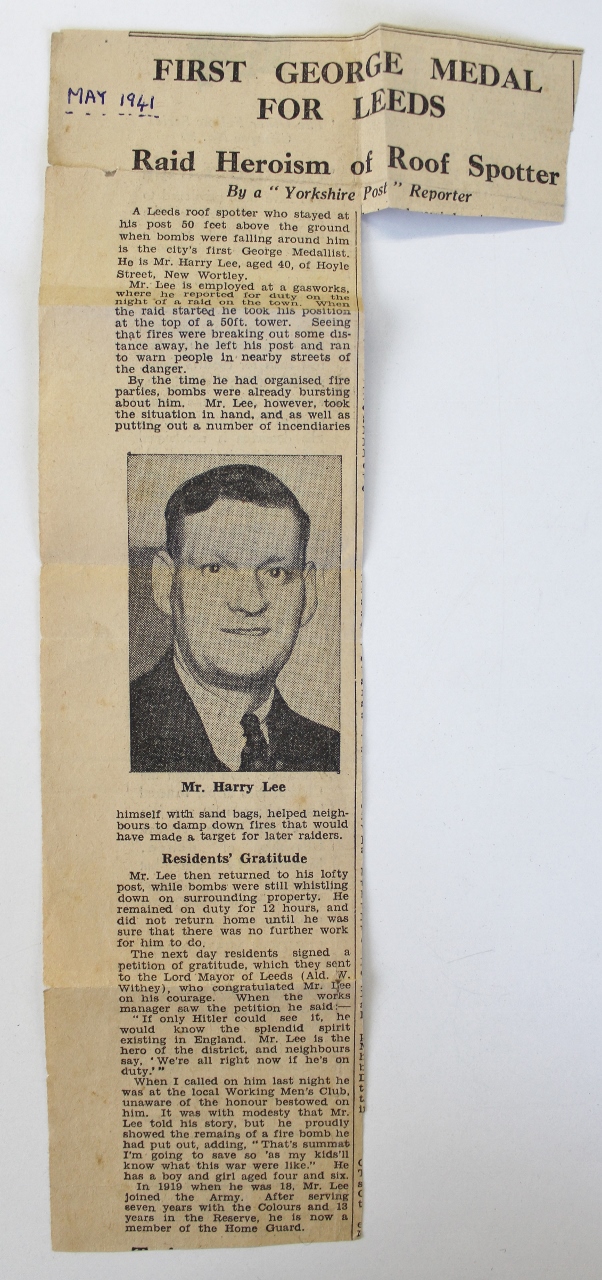 MAY 1941
FIRST GEORGE MEDAL
FOR LEEDS
Raid Heroism of Roof Spotter
By a " Yorkshire Post " Reporter
A Leeds roof spotter who stayed at
his post 50 feet above the ground
when bombs were falling around him
is the city's first George Medallist.
He is Mr. Harry Lee, aged 40, of Hoyle
Street, New Wortley.
Mr. Lee is employed at a gasworks,
where he reported for duty on the
night of a raid on the town. When
the raid started he took his position
at the top of a 50ft. tower. Seeing
that fires were breaking out some dis-
tance away, he left his post and ran
to warn people in nearby streets of
the danger.
By the time he had organised fire
parties, bombs were already bursting
about him. Mr. Lee, however, took
the situation in hand, and as well as
putting out a number of incendiaries
Mr. Harry Lee
himself with sand bags, helped neigh-
bours to damp down fires that would
have made a target for later raiders.
Residents' Gratitude
Mr. Lee then returned to his lofty
post, while bombs were still whistling
down on surrounding property. He
remained on duty for 12 hours, and
did not return home until he was
sure that there was no further work
for him to do.
The next day residents signed a
petition of gratitude, which they sent
to the Lord Mayor of Leeds (Ald. W.
Withey), who congratulated Mr. Lee
on his courage. When the works
manager saw the petition he said:—
"If only Hitler could see it, he
would know the splendid spirit
existing in England. Mr. Lee is the
hero of the district, and neighbours
say, 'We're all right now if he's on
duty.'"
When I called on him last night he
was at the local Working Men's Club,
unaware of the honour bestowed on
him. It was with modesty that Mr.
Lee told his story, but he proudly
showed the remains of a fire bomb he
had put out, adding, "That's summat
I'm going to save so 'as my kids'll
know what this war were like." He
has a boy and girl aged four and six.
In 1919 when he was 18, Mr. Lee
joined the Army. After serving
seven years with the Colours and 13
years in the Reserve, he is now a
member of the Home Guard.